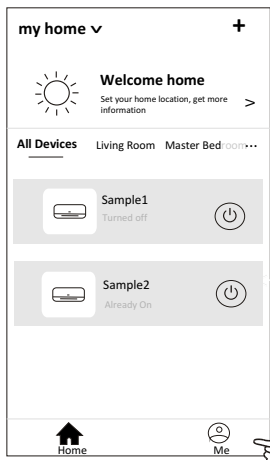 my home
Welcome home
Set your home location, get more
information
All Devices Living Room Master Bedroom ···
Sample1
Turned off
Sample2
Already On
Home Me